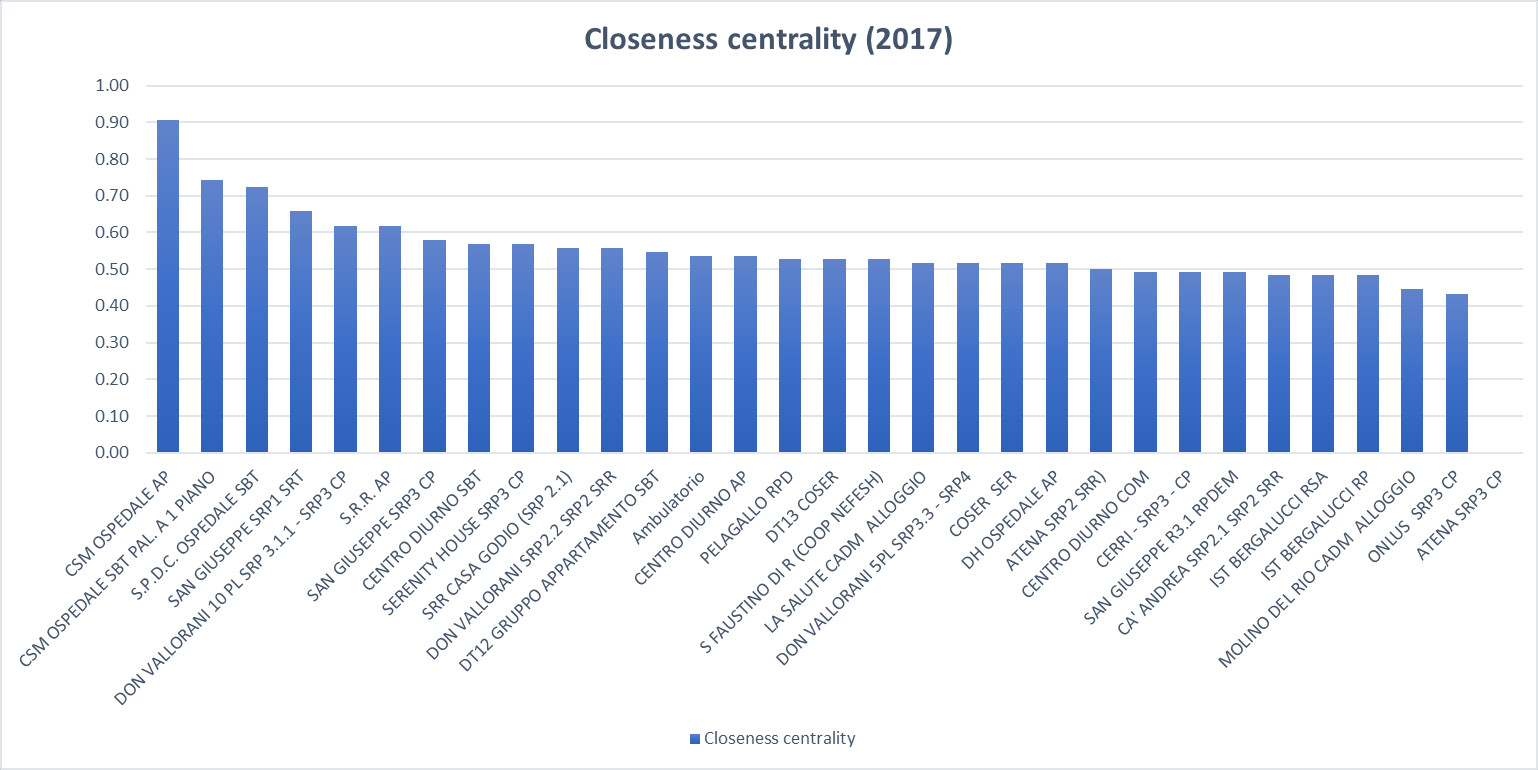 Closeness centrality (2017)
1.00
0.90
0.80
0.70
0.60
0.50
0.40
0.30
0.20
0.10
0.00
CSM OSPEDALE AP
CSM OSPEDALE SBT PAL. A 1 PIANO
S.P.D.C. OSPEDALE SBT
SAN GIUSEPPE SRP1 SRT
DON VALLORANI 10 PL SRP 3.1.1 - SRP3 CP
S.R.R. AP
SAN GIUSEPPE SRP3 CP
CENTRO DIURNO SBT
SERENITY HOUSE SRP3 CP
SRR CASA GODIO (SRP 2.1)
DON VALLORANI SRP2.2 SRP2 SRR
DT12 GRUPPO APPARTAMENTO SBT
Ambulatorio
CENTRO DIURNO AP
PELAGALLO RPD
DT13 COSER
S FAUSTINO DI R (COOP NEFESH)
LA SALUTE CADM ALLOGGIO
DON VALLORANI 5PL SRP3.3 - SRP4
COSER SER
DH OSPEDALE AP
ATENA SRP2 SRR)
CENTRO DIURNO COM
CERRI - SRP3 - CP
SAN GIUSEPPE R3.1 RPDEM
CA' ANDREA SRP2.1 SRP2 SRR
IST BERGALUCCI RSA
IST BERGALUCCI RP
MOLINO DEL RIO CADM ALLOGGIO
ONLUS SRP3 CP
ATENA SRP3 CP
Closeness centrality